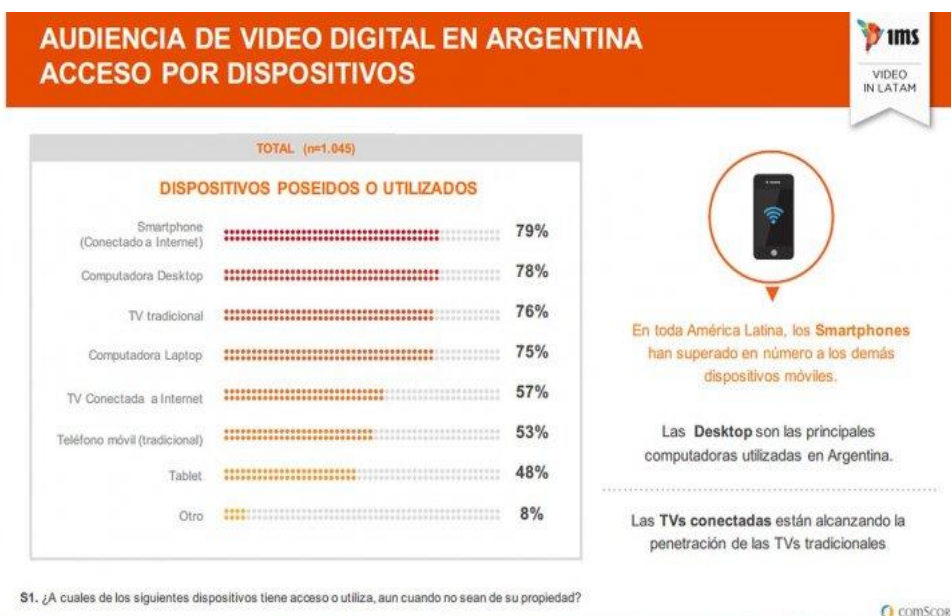 AUDIENCIA DE VIDEO DIGITAL EN ARGENTINA
ACCESO POR DISPOSITIVOS
IMS
VIDEO
IN LATAM
TOTAL (n=1.045)
DISPOSITIVOS POSEIDOS O UTILIZADOS
Smartphone
(Conectado a Internet)
79%
Computadora Desktop
78%
TV tradicional
76%
Computadora Laptop
75%
TV Conectada a Internet
57%
Teléfono móvil (tradicional)
53%
Tablet
48%
Otro
8%
En toda América Latina, los Smartphones
han superado en número a los demás
dispositivos móviles.
Las Desktop son las principales
computadoras utilizadas en Argentina.
Las TVs conectadas están alcanzando la
penetración de las TVs tradicionales
S1. ¿A cuales de los siguientes dispositivos tiene acceso o utiliza, aun cuando no sean de su propiedad?